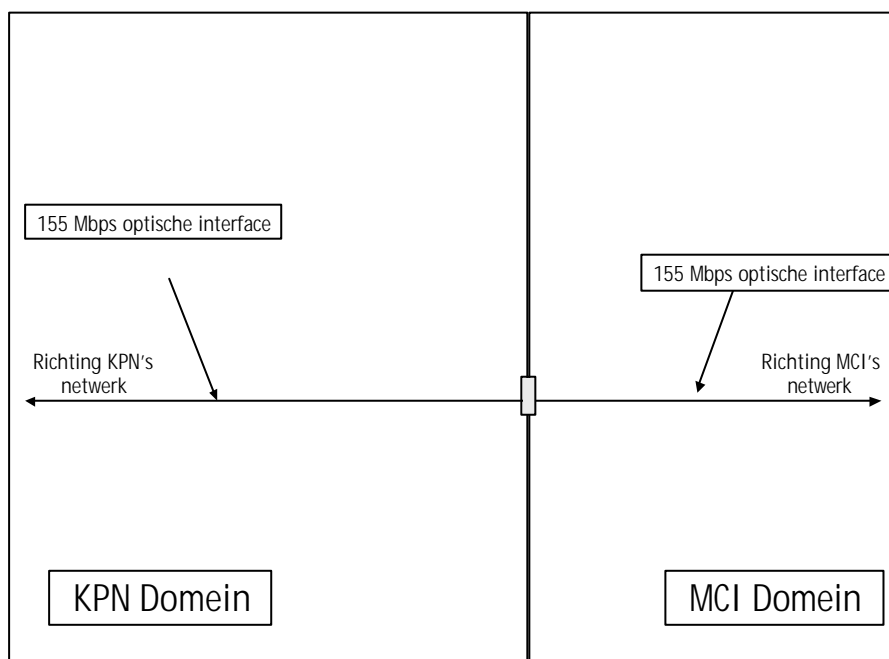 155 Mbps optische interface
155 Mbps optische interface
Richting KPN's
netwerk
Richting MCI's
netwerk
KPN Domein
MCI Domein